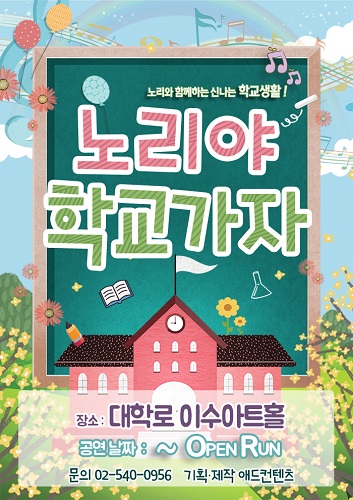 노리와 함께하는 신나는 학교생활!
노리야
학교가자
장소 : 대학로 이수아트홀
공연 날짜 : ~ OPEN RUN
문의 02-540-0956 기획·제작 애드컨텐츠